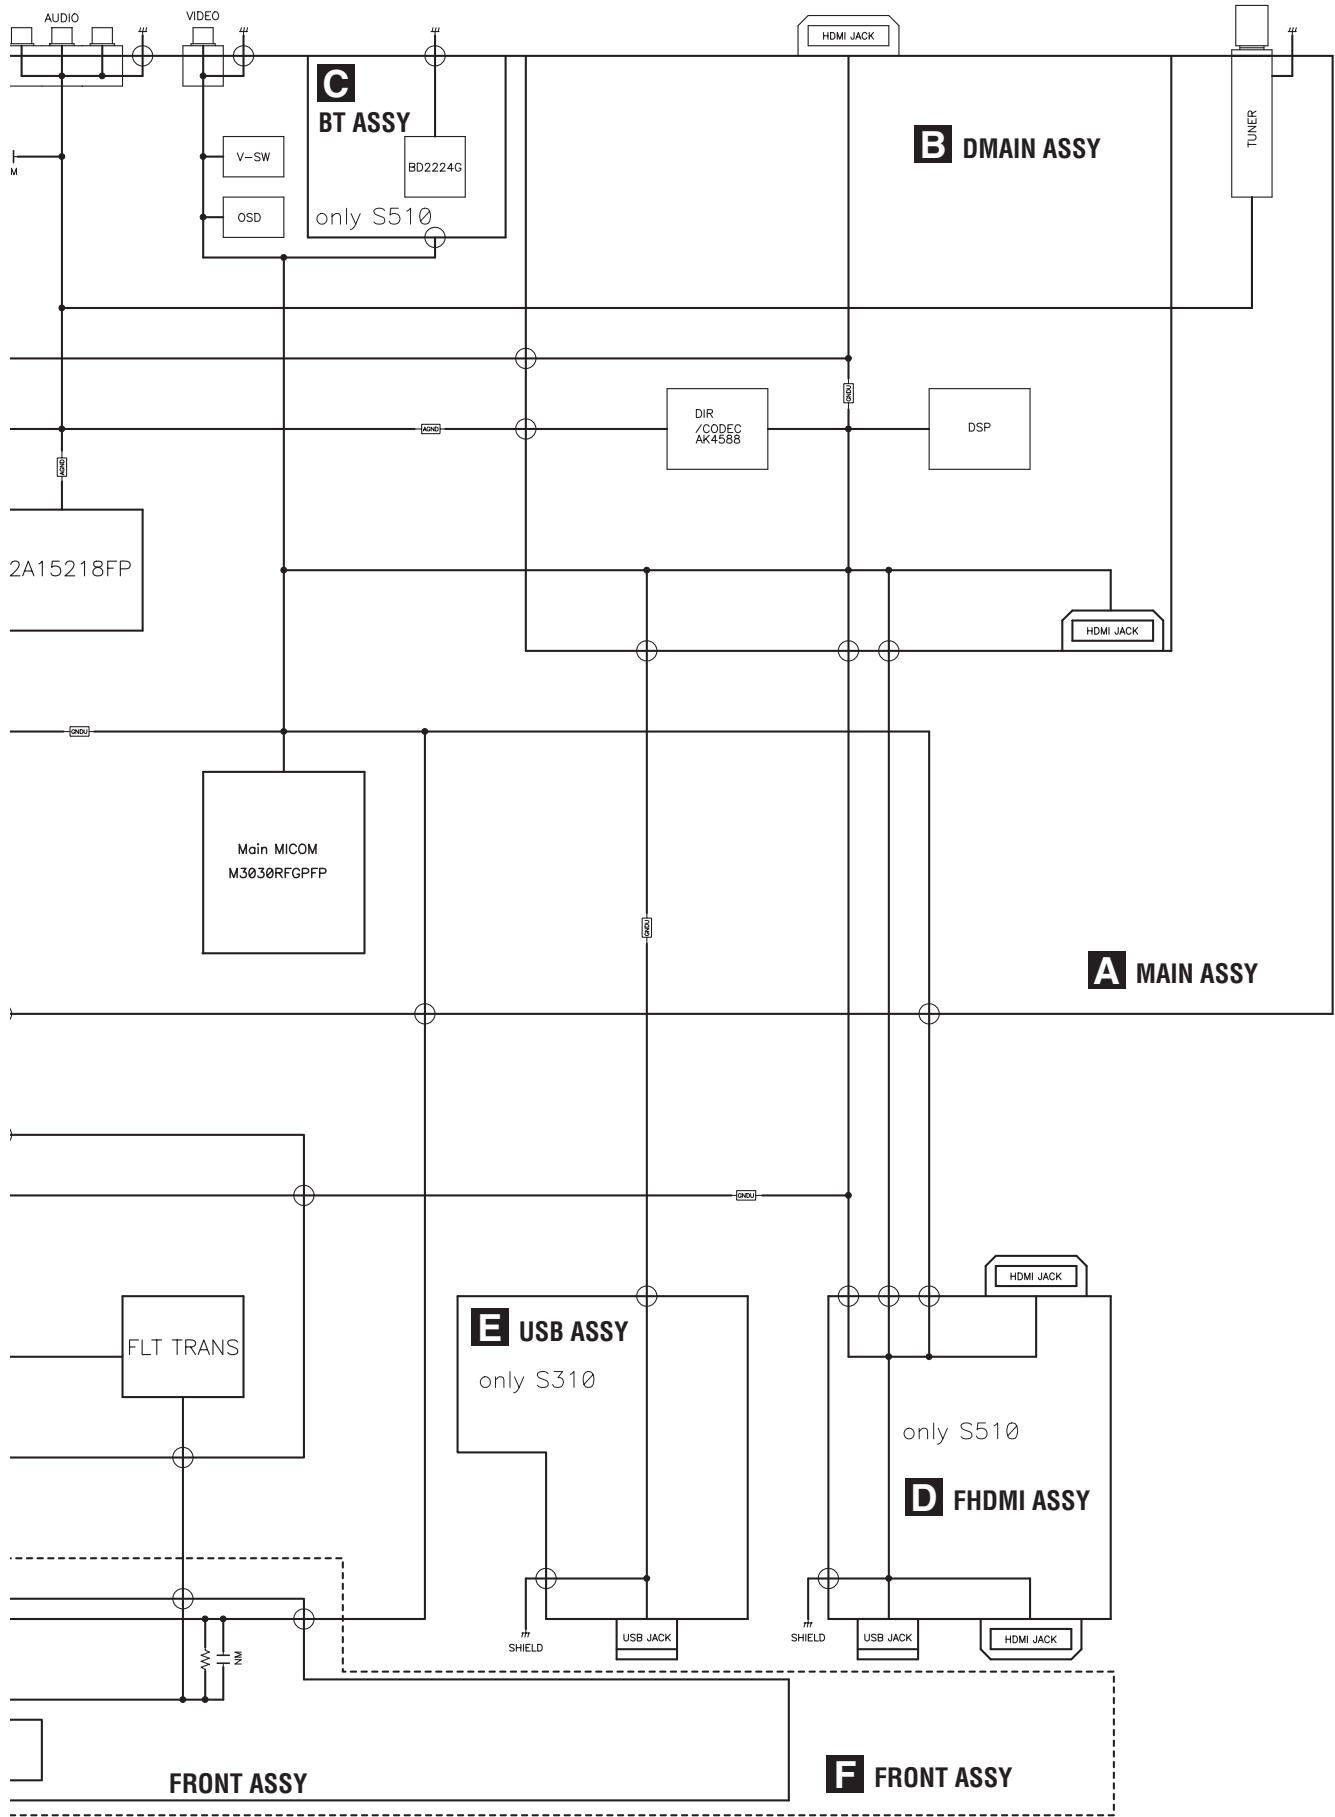 AUDIO
VIDEO
HDMI JACK
C
BT ASSY
B DMAIN ASSY
TUNER
M
V-SW
BD2224G
OSD
only S510
GNDU
DIR
/CODEC
AK4588
DSP
AGND
AGND
2A15218FP
HDMI JACK
GNDU
Main MICOM
M3030RFGPFP
GNDU
A MAIN ASSY
GNDU
HDMI JACK
E USB ASSY
FLT TRANS
only S310
only S510
D FHDMI ASSY
SHIELD
USB JACK
SHIELD
USB JACK
HDMI JACK
NM
FRONT ASSY
F FRONT ASSY